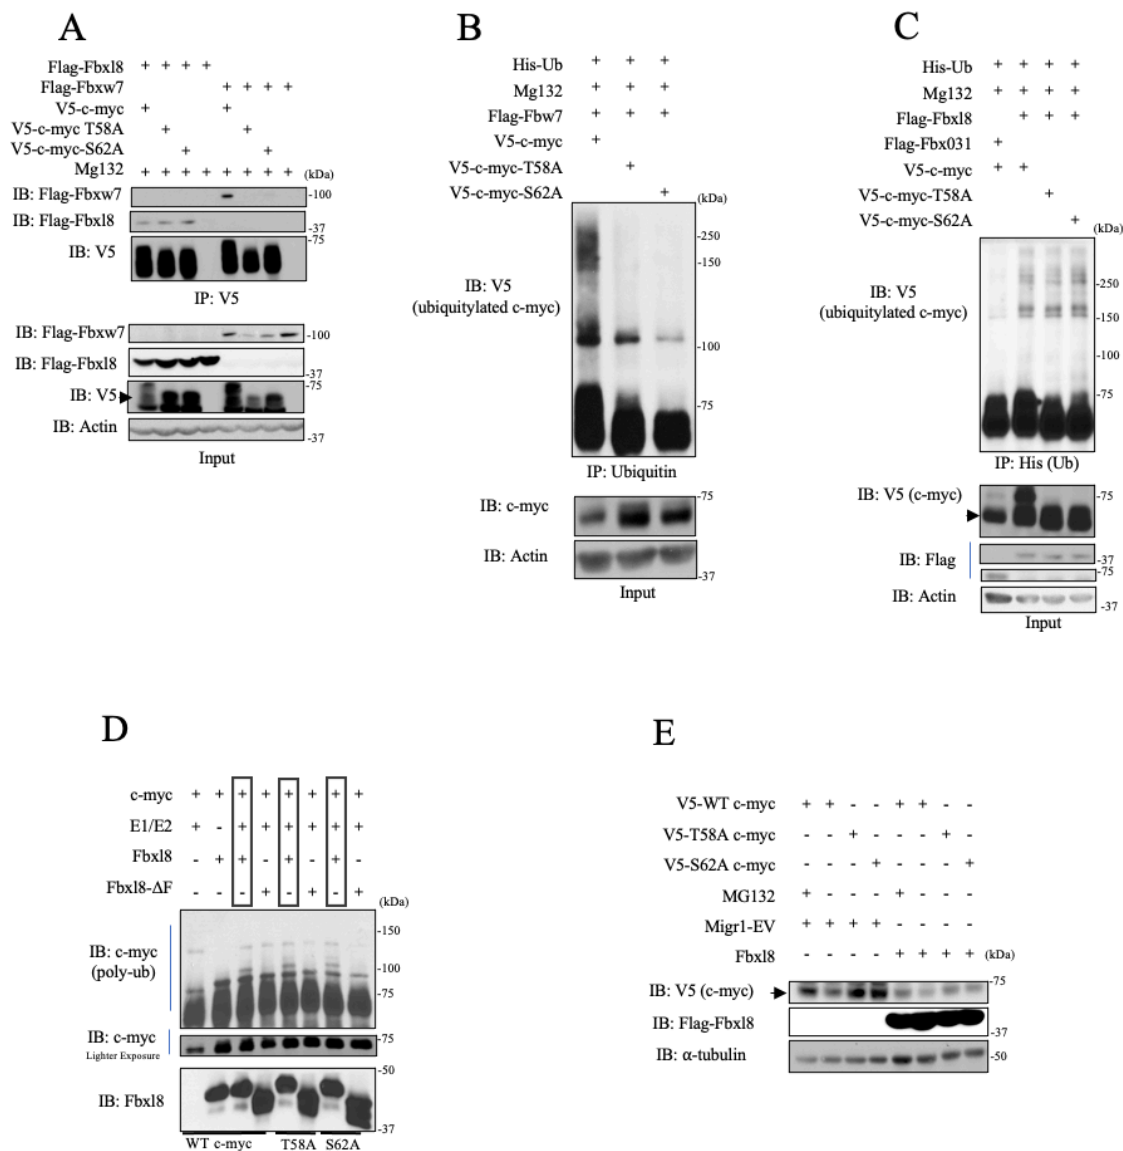 A
Flag-Fbxl8 + + + +
Flag-Fbxw7 + + + +
V5-c-myc + +
V5-c-myc T58A + +
V5-c-myc-S62A + +
Mg132 + + + + + + + + (kDa)
IB: Flag-Fbxw7 -100
IB: Flag-Fbxl8 -37
IB: V5 -75
IP: V5
IB: Flag-Fbxw7 -100
IB: Flag-Fbxl8 -37
IB: V5 -75
IB: Actin -37
Input
B
His-Ub + + +
Mg132 + + +
Flag-Fbw7 + + +
V5-c-myc +
V5-c-myc-T58A +
V5-c-myc-S62A +
(kDa)
-250
-150
IB: V5
(ubiquitylated c-myc)
-100
-75
IP: Ubiquitin
IB: c-myc -75
IB: Actin -37
Input
C
His-Ub + + + +
Mg132 + + + +
Flag-Fbxl8 + + +
Flag-Fbx031 +
V5-c-myc + +
V5-c-myc-T58A +
V5-c-myc-S62A +
(kDa)
-250
IB: V5
(ubiquitylated c-myc)
-150
-100
-75
IP: His (Ub)
IB: V5 (c-myc) -75
IB: Flag -37
-75
IB: Actin -37
Input
D
c-myc + + + + + + + +
E1/E2 + - + + + + + +
Fbxl8 - + + - + - + -
Fbxl8-ΔF - - - + - + - +
(kDa)
-150
IB: c-myc
(poly-ub)
-100
-75
IB: c-myc -75
Lighter Exposure
-50
IB: Fbxl8
-37
WT c-myc T58A S62A
E
V5-WT c-myc + + - - + + - -
V5-T58A c-myc - - + - - - + -
V5-S62A c-myc - - - + - - - +
MG132 + - - - + - - -
Migr1-EV + + + + - - - -
Fbxl8 - - - - + + + + (kDa)
IB: V5 (c-myc) -75
IB: Flag-Fbxl8 -37
IB: α-tubulin -50